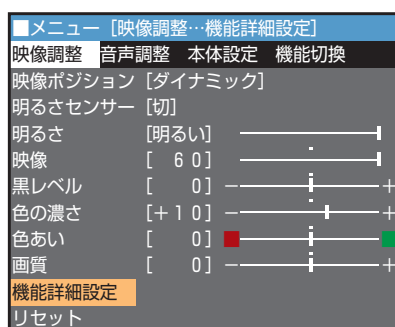 ■メニュー [映像調整…機能詳細設定]
映像調整 音声調整 本体設定 機能切換
映像ポジション [ダイナミック]
明るさセンサー [切]
明るさ [明るい]
映像 [ 60]
黒レベル [ 0] − +
色の濃さ [+10] − +
色あい [ 0]
画質 [ 0] − +
機能詳細設定
リセット